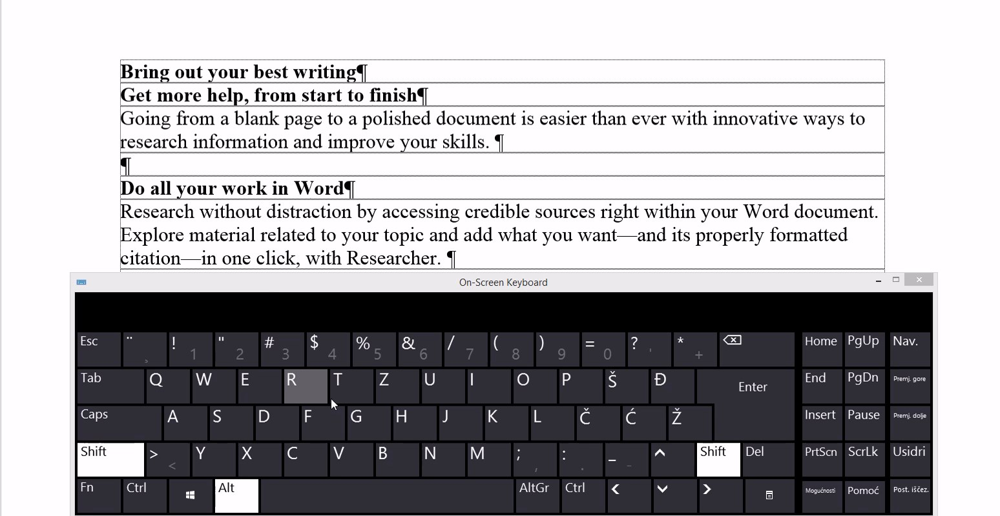 Bring out your best writing¶
Get more help, from start to finish¶
Going from a blank page to a polished document is easier than ever with innovative ways to
research information and improve your skills. ¶
¶
Do all your work in Word¶
Research without distraction by accessing credible sources right within your Word document.
Explore material related to your topic and add what you want—and its properly formatted
citation—in one click, with Researcher. ¶
On-Screen Keyboard
Esc ¨ ¸ ! 1 " 2 # 3 $ 4 % 5 & 6 / 7 ( 8 ) 9 = 0 ? ' * + Home PgUp Nav.
Tab Q W E R T Z U I O P Š Đ Enter End PgDn Premj. gore
Caps A S D F G H J K L Č Ć Ž Insert Pause Premj. dolje
Shift > < Y X C V B N M ; , : . _ - Shift Del PrtScn ScrLk Usidri
Fn Ctrl Alt AltGr Ctrl Mogućnosti Pomoć Post. iščez.